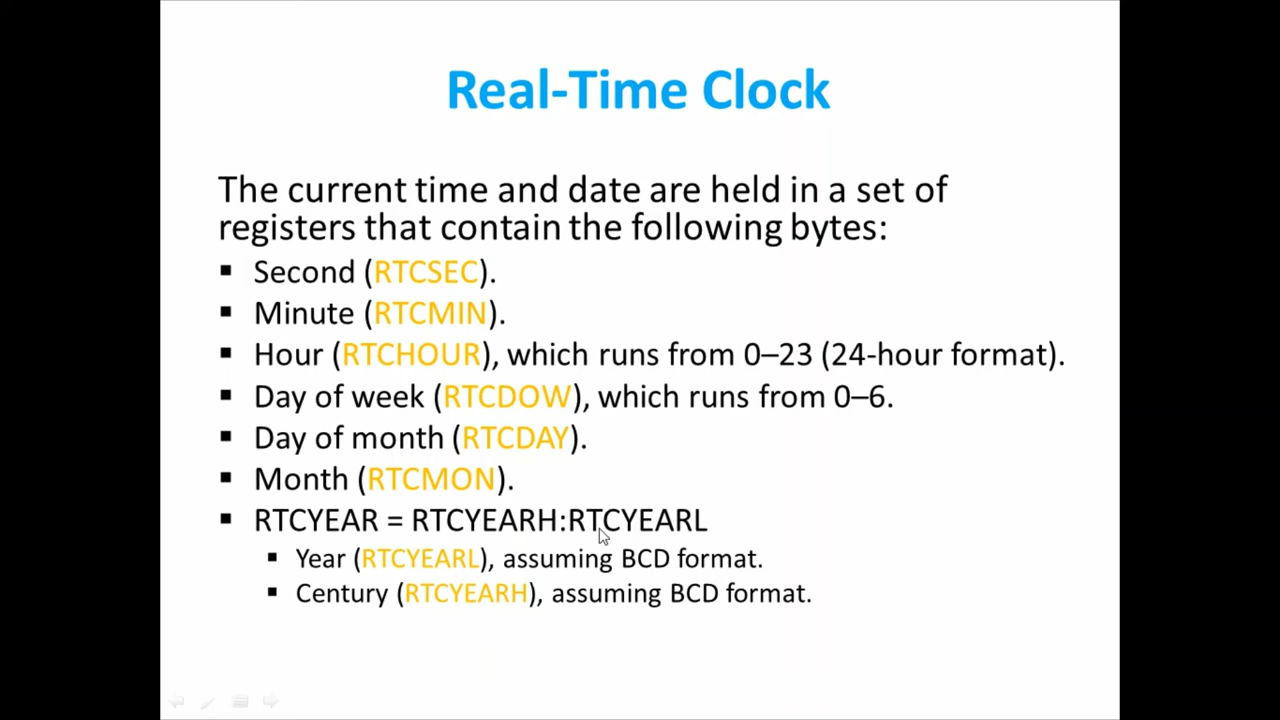 Real-Time Clock
The current time and date are held in a set of
registers that contain the following bytes:
▪ Second (RTCSEC).
▪ Minute (RTCMIN).
▪ Hour (RTCHOUR), which runs from 0–23 (24-hour format).
▪ Day of week (RTCDOW), which runs from 0–6.
▪ Day of month (RTCDAY).
▪ Month (RTCMON).
▪ RTCYEAR = RTCYEARH:RTCYEARL
▪ Year (RTCYEARL), assuming BCD format.
▪ Century (RTCYEARH), assuming BCD format.